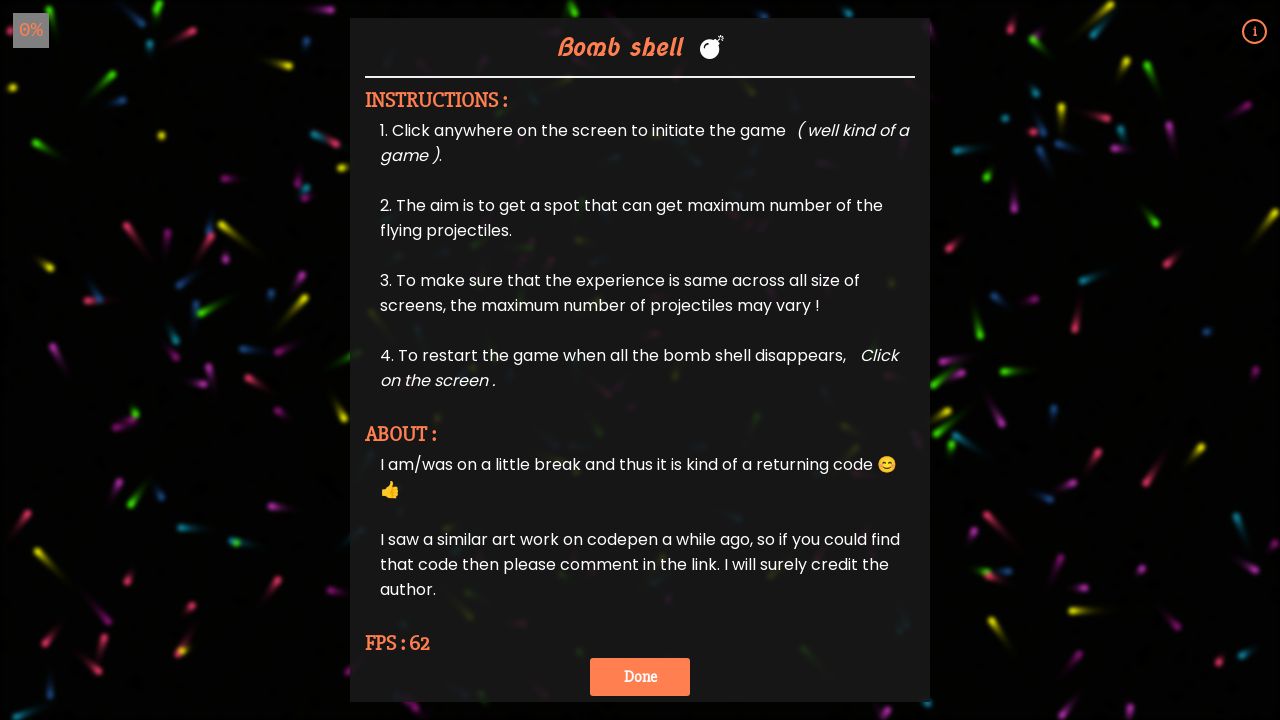 0%
i
Bomb shell 💣
INSTRUCTIONS :
1. Click anywhere on the screen to initiate the game ( well kind of a
game ).
2. The aim is to get a spot that can get maximum number of the
flying projectiles.
3. To make sure that the experience is same across all size of
screens, the maximum number of projectiles may vary !
4. To restart the game when all the bomb shell disappears, Click
on the screen .
ABOUT :
I am/was on a little break and thus it is kind of a returning code 😊
👍
I saw a similar art work on codepen a while ago, so if you could find
that code then please comment in the link. I will surely credit the
author.
FPS : 62
Done